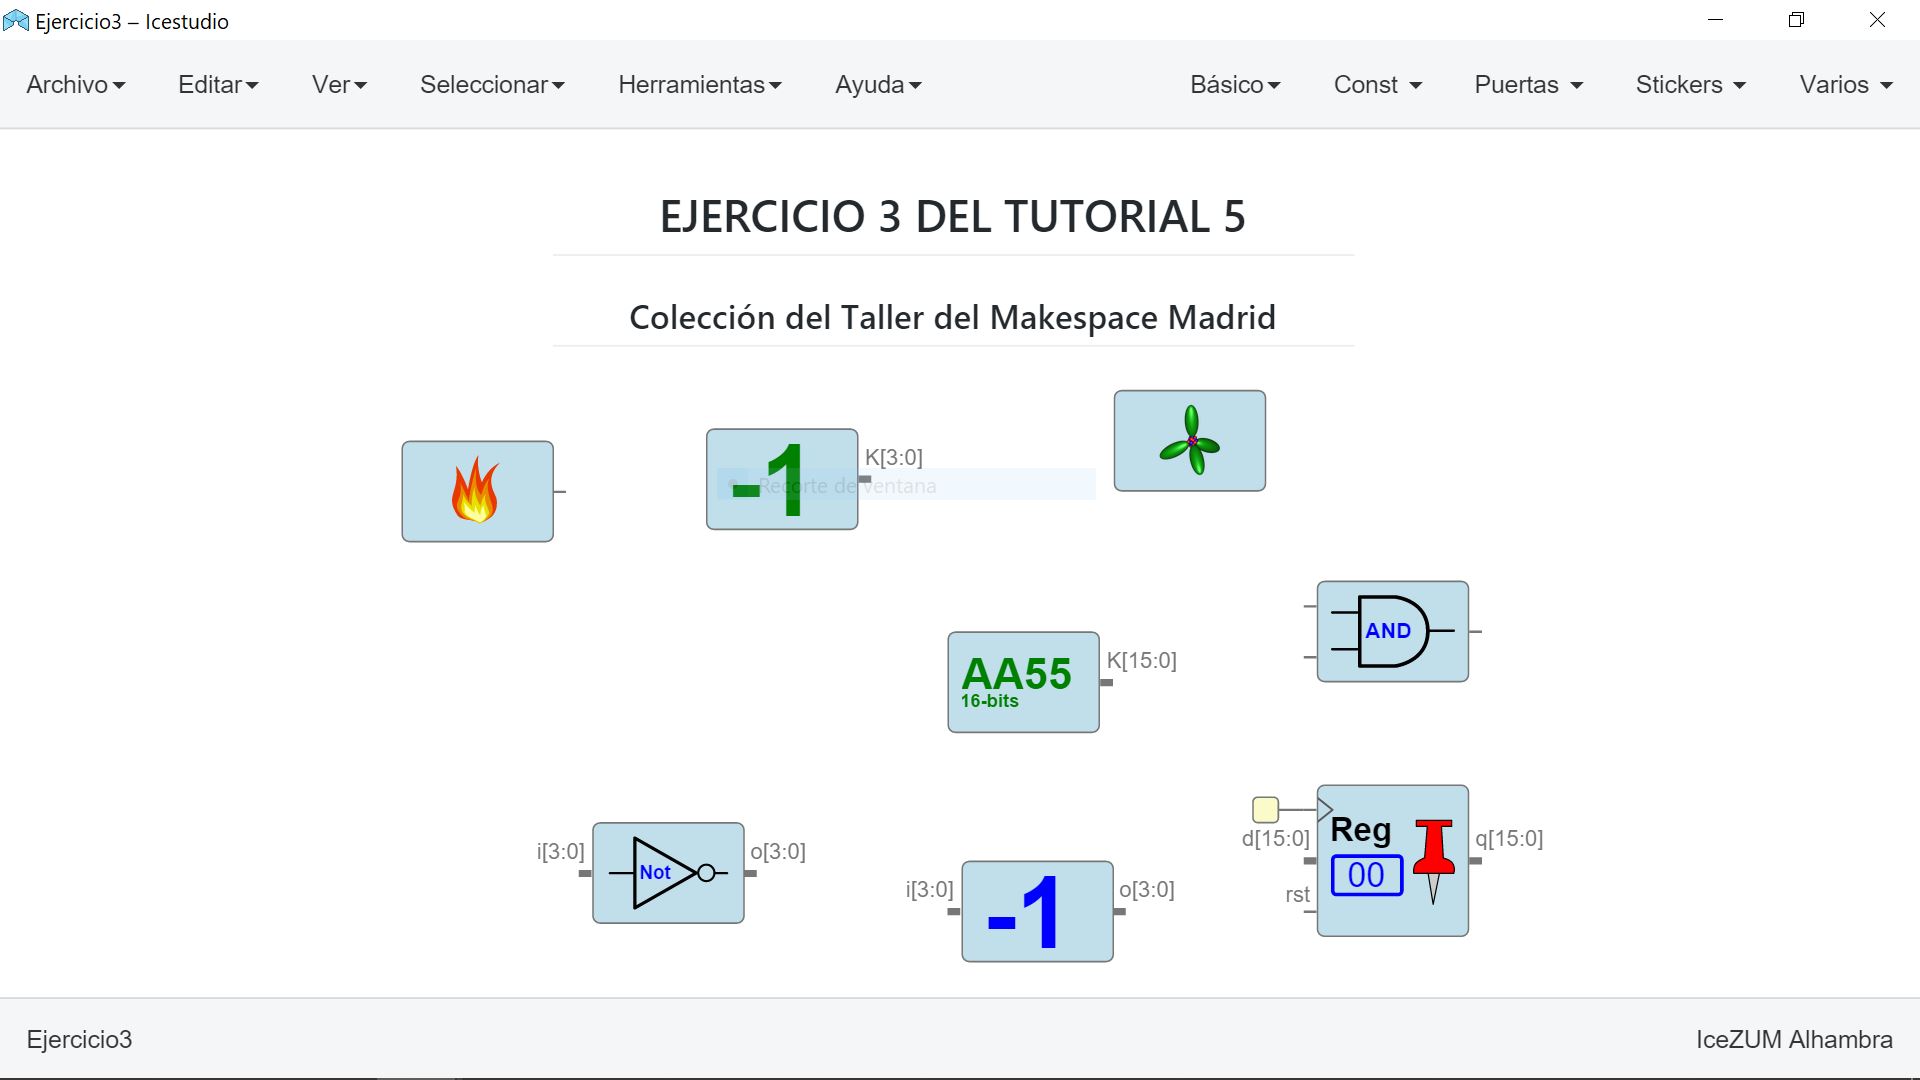 Ejercicio3 – Icestudio
Archivo Editar Ver Seleccionar Herramientas Ayuda Básico Const Puertas Stickers Varios
EJERCICIO 3 DEL TUTORIAL 5
Colección del Taller del Makespace Madrid
-1
K[3:0]
Recorte de ventana
AND
AA55
16-bits
K[15:0]
i[3:0]
Not
o[3:0]
i[3:0]
-1
o[3:0]
d[15:0]
rst
Reg
00
q[15:0]
Ejercicio3
IceZUM Alhambra